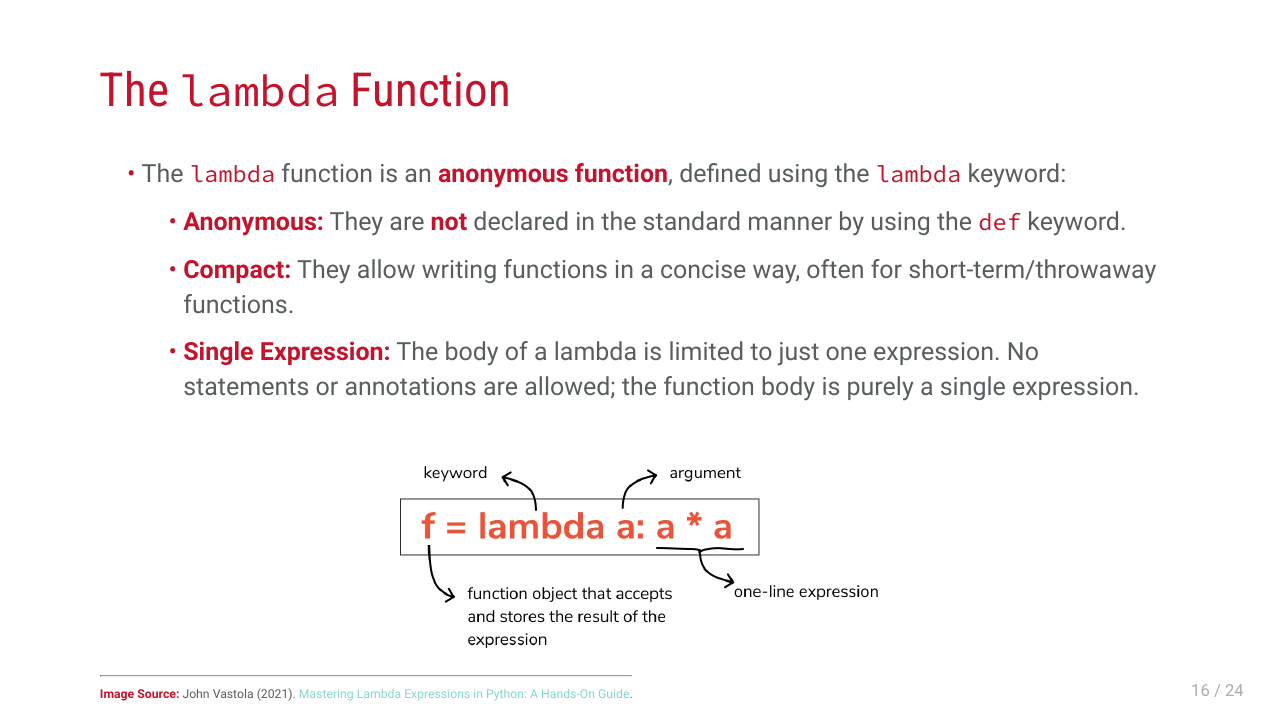 The lambda Function
• The lambda function is an anonymous function, defined using the lambda keyword:
• Anonymous: They are not declared in the standard manner by using the def keyword.
• Compact: They allow writing functions in a concise way, often for short-term/throwaway
functions.
• Single Expression: The body of a lambda is limited to just one expression. No
statements or annotations are allowed; the function body is purely a single expression.
keyword
argument
f = lambda a: a * a
function object that accepts
and stores the result of the
expression
one-line expression
Image Source: John Vastola (2021). Mastering Lambda Expressions in Python: A Hands-On Guide.
16 / 24